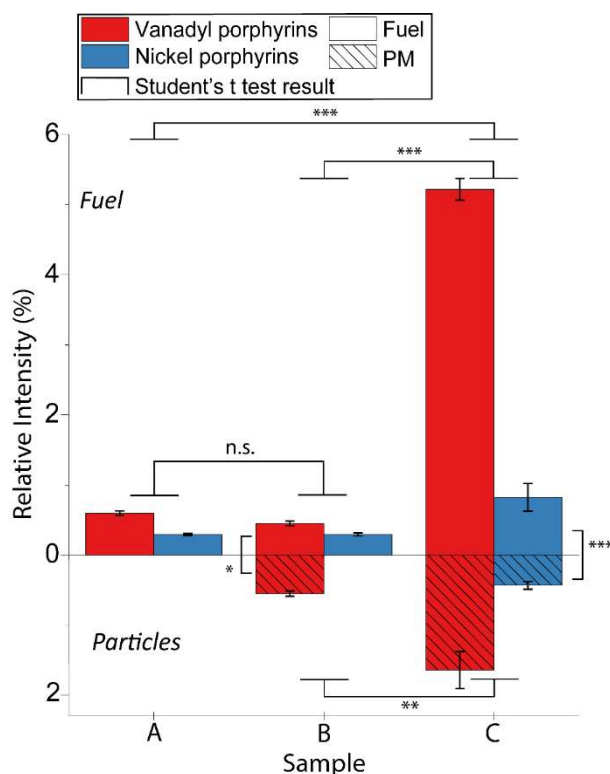 Vanadyl porphyrins Fuel
Nickel porphyrins PM
Student's t test result
***
6
***
Fuel
4
Relative Intensity (%)
2
n.s.
0
*
***
Particles
2
**
A B C
Sample